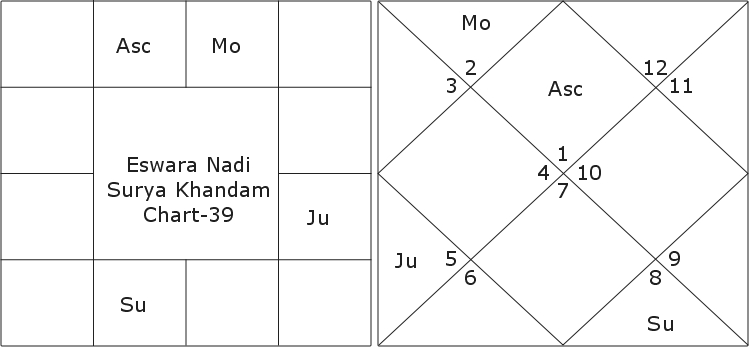 Asc Mo
Eswara Nadi
Surya Khandam
Chart-39
Ju
Su
Mo
2 12
3 11
Asc
1
4 10
7
Ju 5 9
6 8
Su